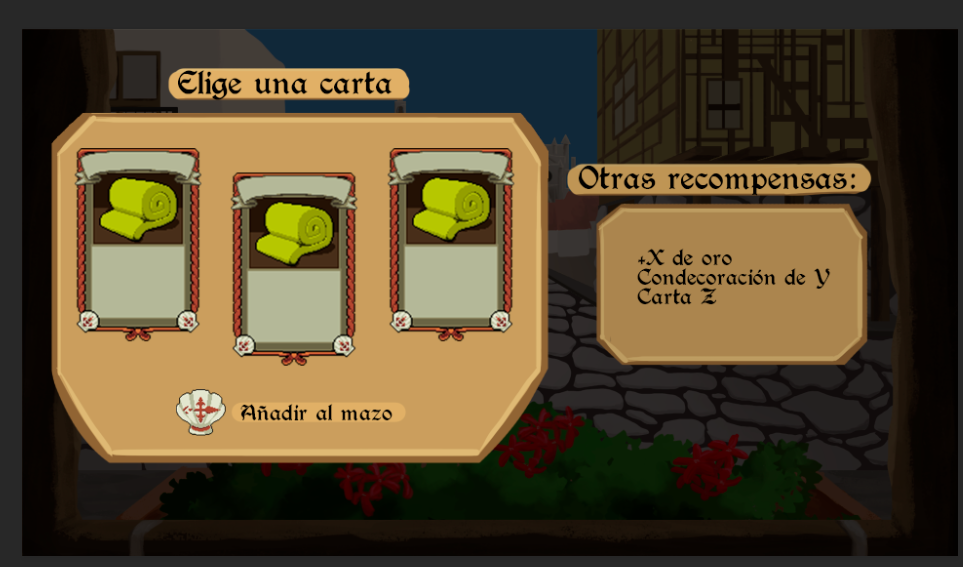 Elige una carta
Otras recompensas:
+X de oro
Condecoración de Y
Carta Z
Añadir al mazo